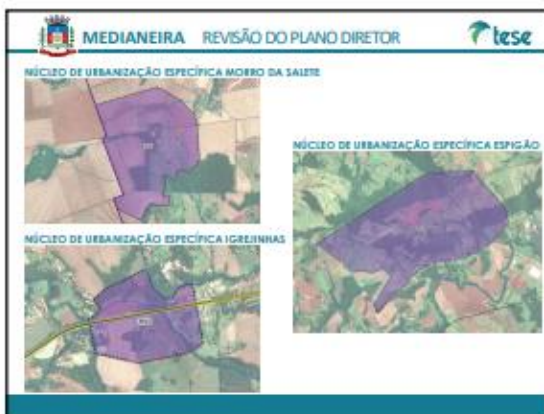 MEDIANEIRA REVISÃO DO PLANO DIRETOR
tese
NÚCLEO DE URBANIZAÇÃO ESPECÍFICA MORRO DA SALETE
NÚCLEO DE URBANIZAÇÃO ESPECÍFICA ESPIGÃO
NÚCLEO DE URBANIZAÇÃO ESPECÍFICA IGREJINHAS